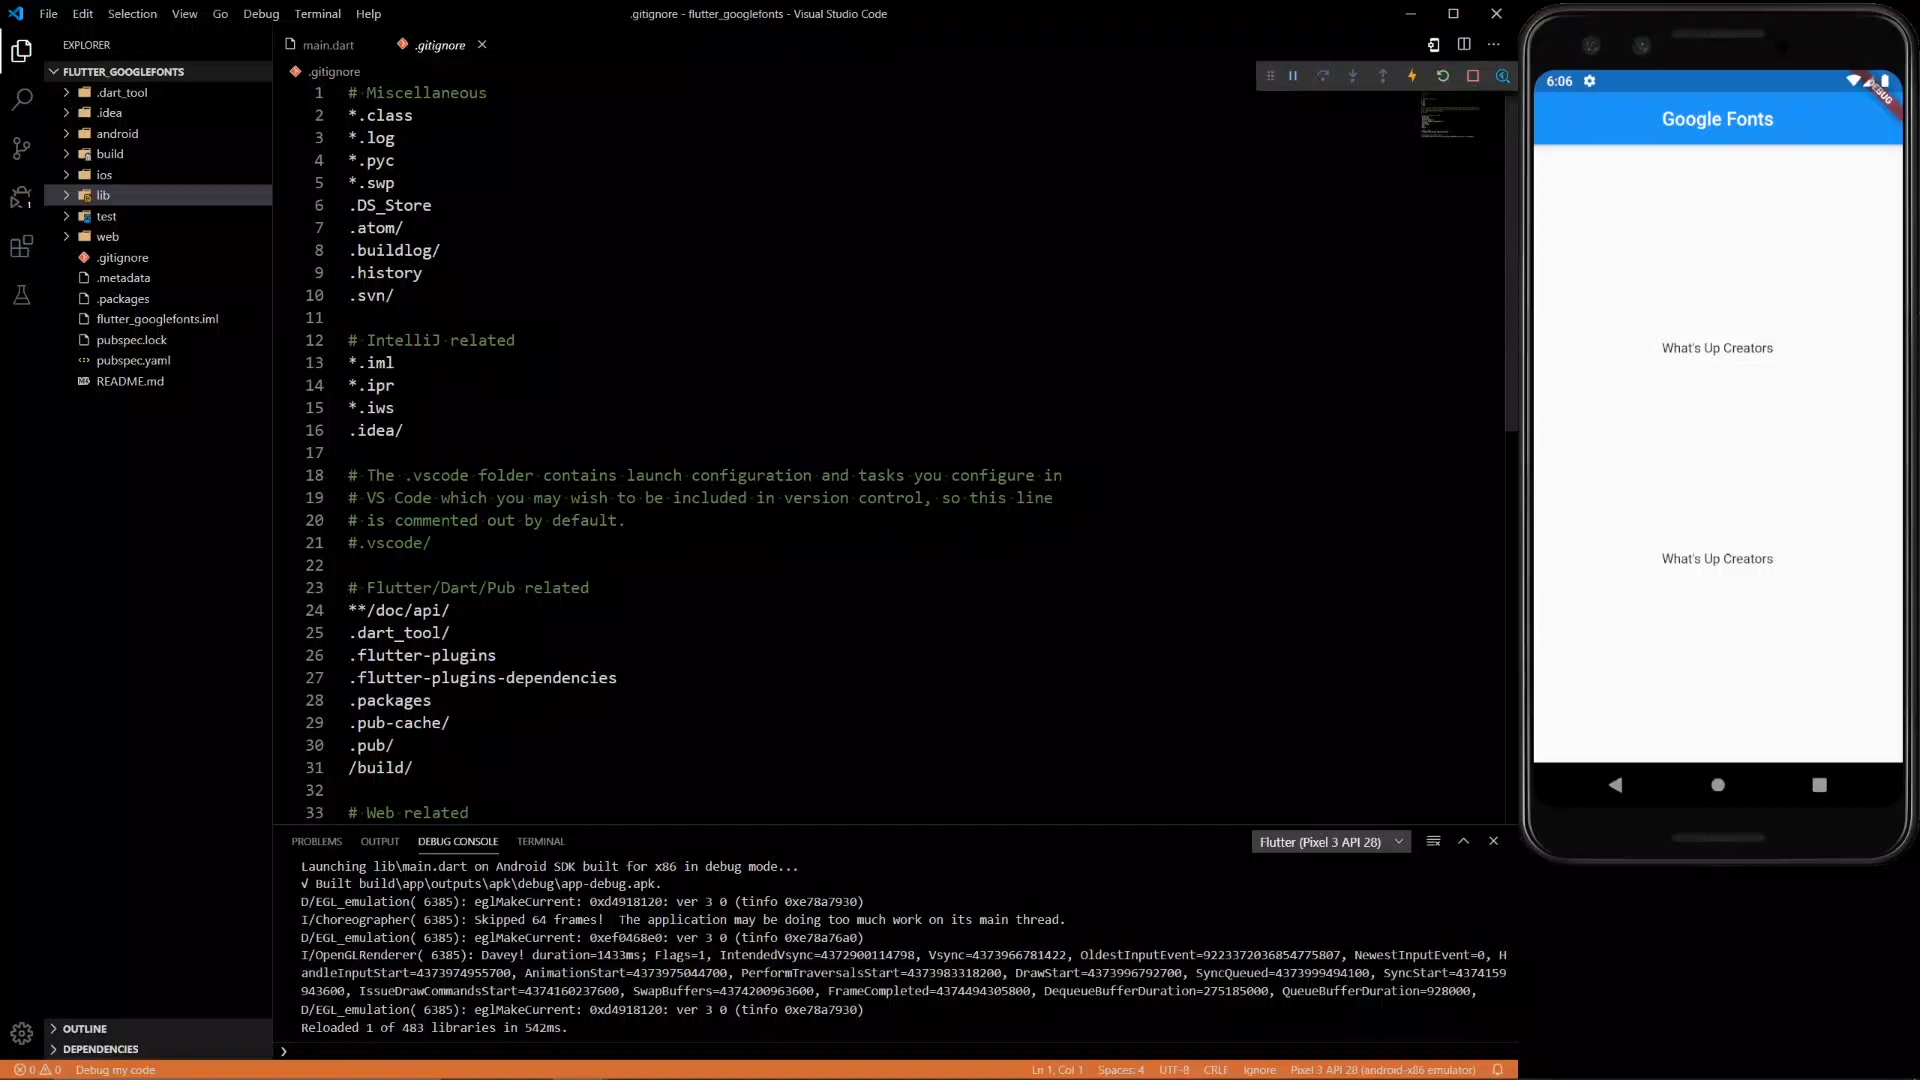 File Edit Selection View Go Debug Terminal Help
.gitignore - flutter_googlefonts - Visual Studio Code
EXPLORER
FLUTTER_GOOGLEFONTS
.dart_tool
.idea
android
build
ios
lib
test
web
.gitignore
.metadata
.packages
flutter_googlefonts.iml
pubspec.lock
pubspec.yaml
README.md
OUTLINE
DEPENDENCIES
1
main.dart
.gitignore
.gitignore
1 # Miscellaneous
2 *.class
3 *.log
4 *.pyc
5 *.swp
6 .DS_Store
7 .atom/
8 .buildlog/
9 .history
10 .svn/
11
12 # IntelliJ related
13 *.iml
14 *.ipr
15 *.iws
16 .idea/
17
18 # The .vscode folder contains launch configuration and tasks you configure in
19 # VS Code which you may wish to be included in version control, so this line
20 # is commented out by default.
21 #.vscode/
22
23 # Flutter/Dart/Pub related
24 **/doc/api/
25 .dart_tool/
26 .flutter-plugins
27 .flutter-plugins-dependencies
28 .packages
29 .pub-cache/
30 .pub/
31 /build/
32
33 # Web related
PROBLEMS OUTPUT DEBUG CONSOLE TERMINAL
Flutter (Pixel 3 API 28)
Launching lib\main.dart on Android SDK built for x86 in debug mode...
√ Built build\app\outputs\apk\debug\app-debug.apk.
D/EGL_emulation( 6385): eglMakeCurrent: 0xd4918120: ver 3 0 (tinfo 0xe78a7930)
I/Choreographer( 6385): Skipped 64 frames!  The application may be doing too much work on its main thread.
D/EGL_emulation( 6385): eglMakeCurrent: 0xef0468e0: ver 3 0 (tinfo 0xe78a76a0)
I/OpenGLRenderer( 6385): Davey! duration=1433ms; Flags=1, IntendedVsync=4372900114798, Vsync=4373966781422, OldestInputEvent=9223372036854775807, NewestInputEvent=0, H
andleInputStart=4373974955700, AnimationStart=4373975044700, PerformTraversalsStart=4373983318200, DrawStart=4373996792700, SyncQueued=4373999494100, SyncStart=4374159
943600, IssueDrawCommandsStart=4374160237600, SwapBuffers=4374200963600, FrameCompleted=4374494305800, DequeueBufferDuration=275185000, QueueBufferDuration=928000,
D/EGL_emulation( 6385): eglMakeCurrent: 0xd4918120: ver 3 0 (tinfo 0xe78a7930)
Reloaded 1 of 483 libraries in 542ms.
0 0 Debug my code
Ln 1, Col 1 Spaces: 4 UTF-8 CRLF Ignore Pixel 3 API 28 (android-x86 emulator)
6:06
DEBUG
Google Fonts
What's Up Creators
What's Up Creators